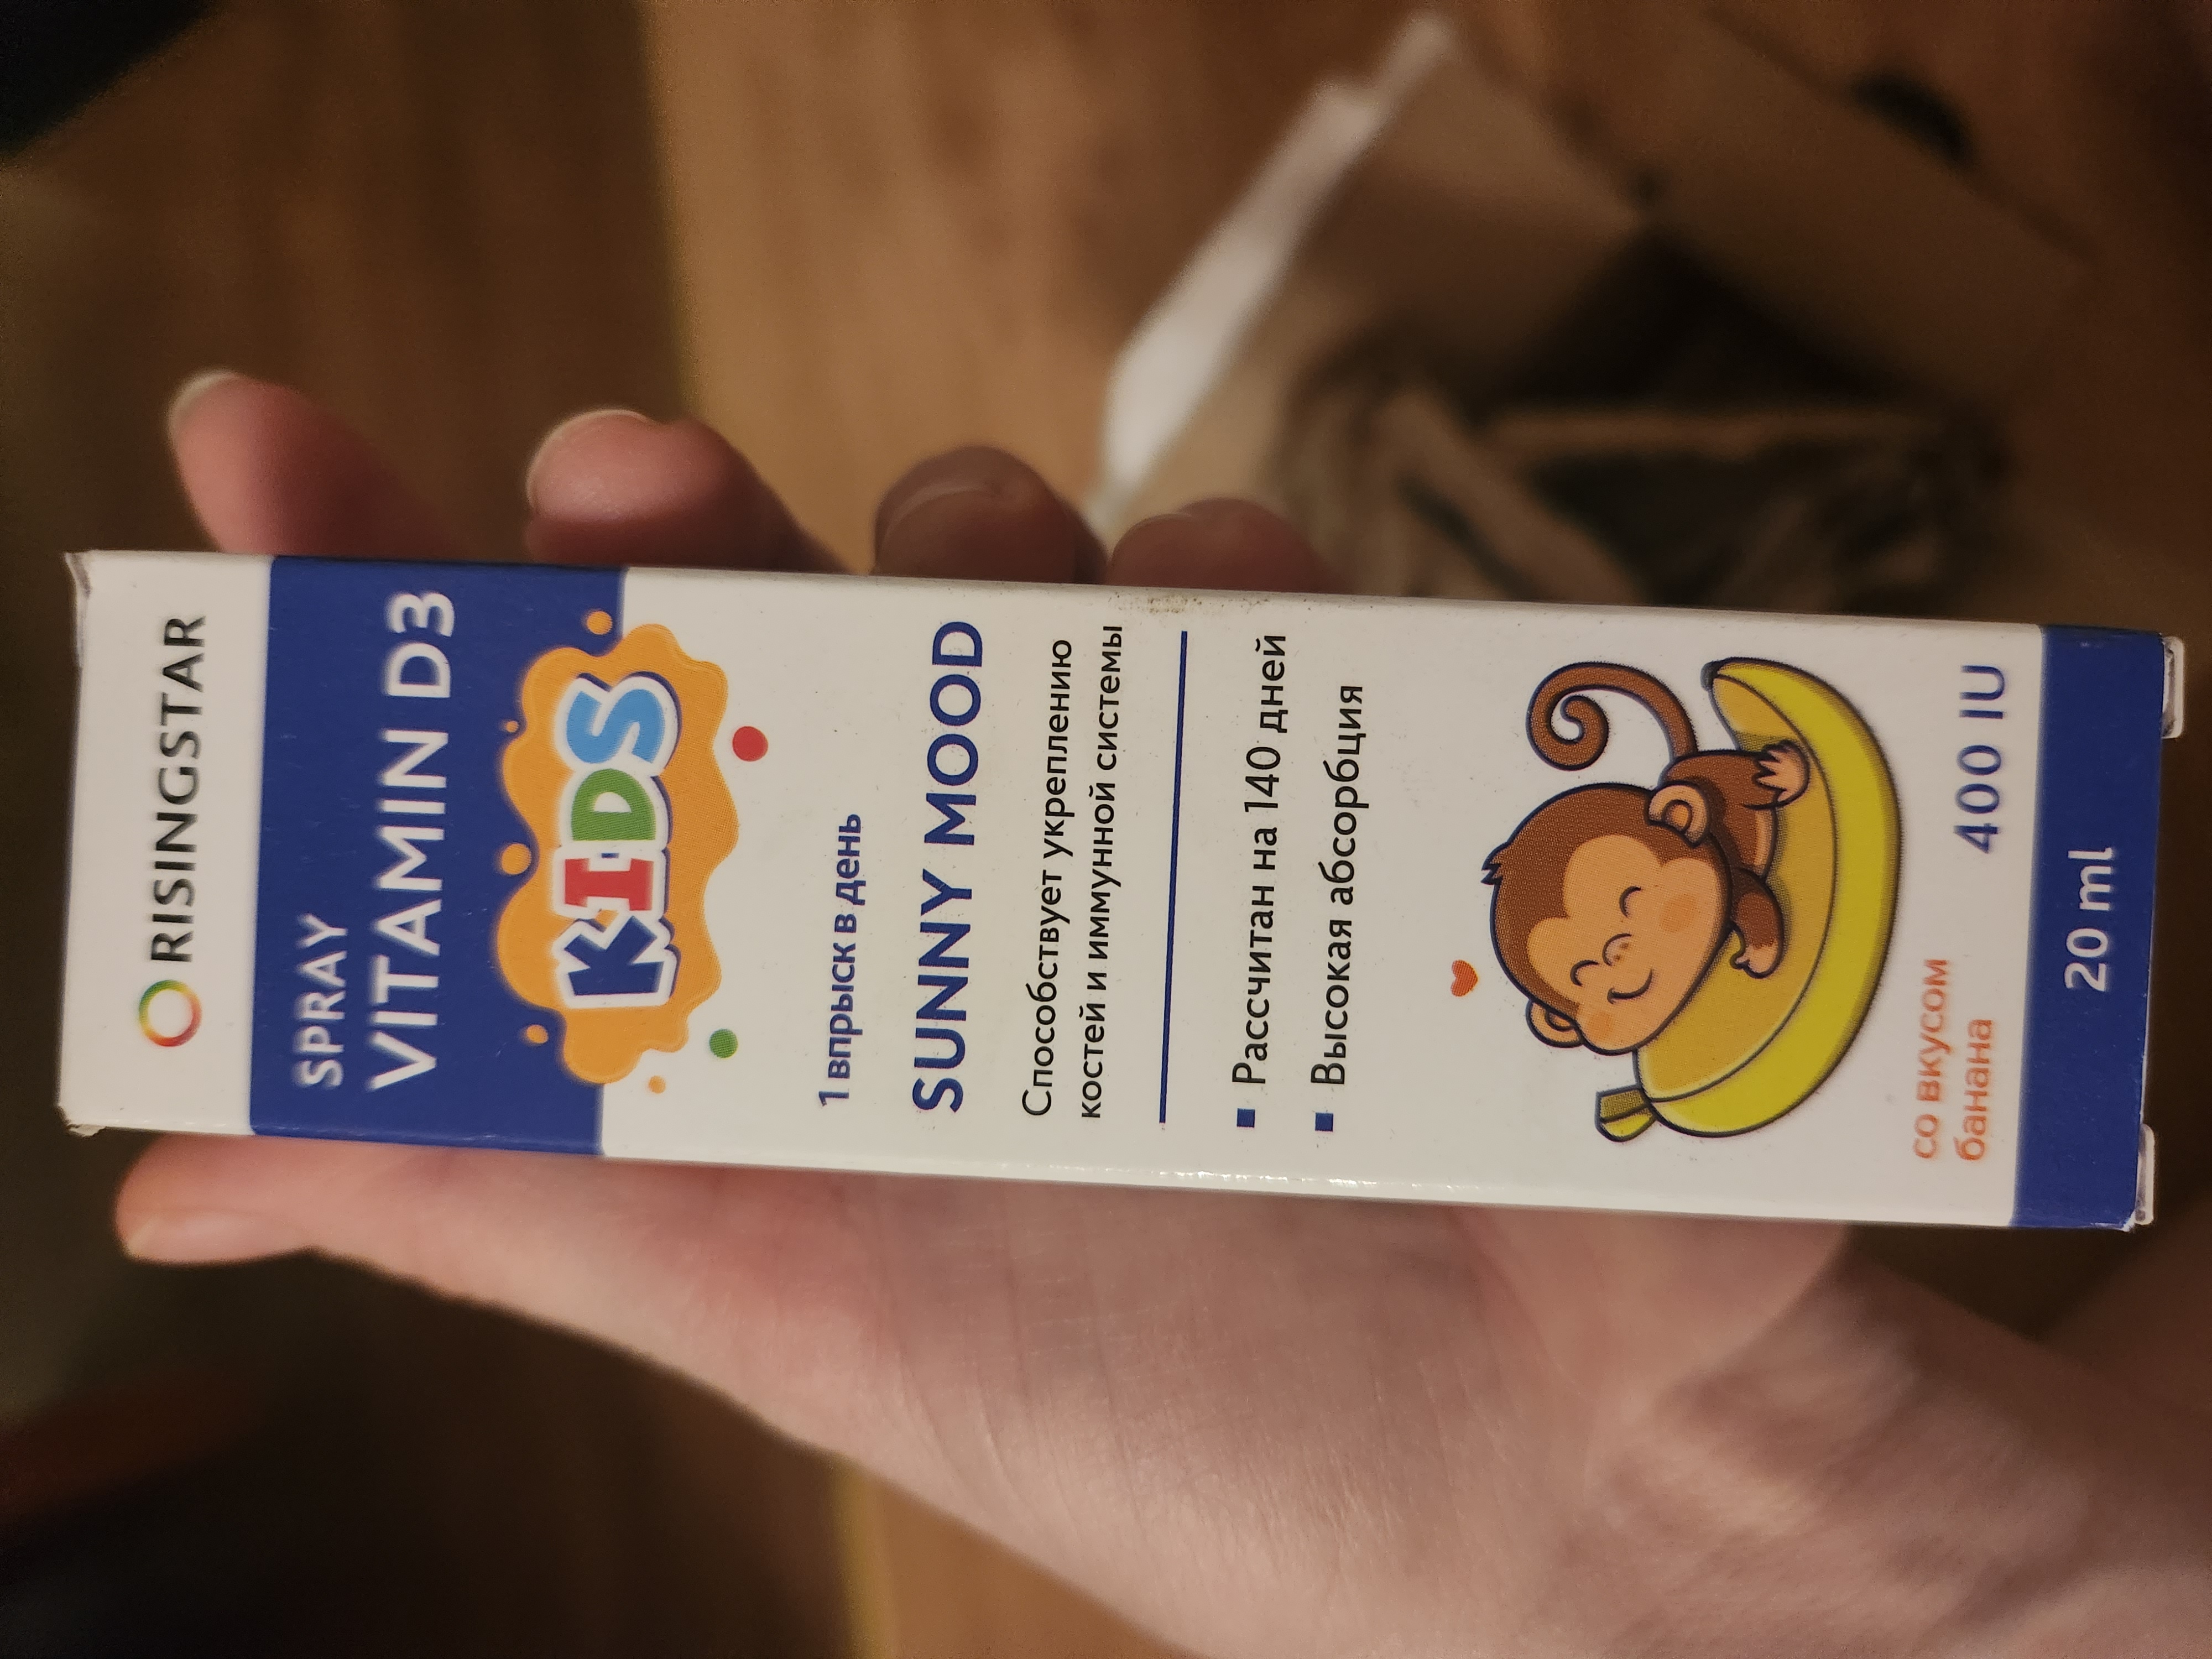 RISINGSTAR
SPRAY
VITAMIN D3
KIDS
1 впрыск в день
SUNNY MOOD
Способствует укреплению
костей и иммунной системы
▪ Рассчитан на 140 дней
▪ Высокая абсорбция
со вкусом
банана
400 IU
20 ml